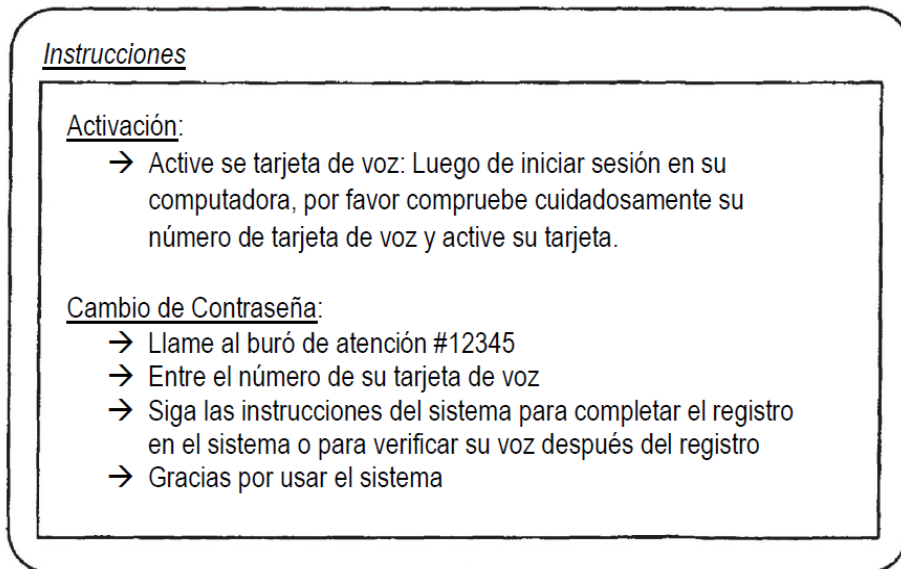 Instrucciones
Activación:
→ Active se tarjeta de voz: Luego de iniciar sesión en su
computadora, por favor compruebe cuidadosamente su
número de tarjeta de voz y active su tarjeta.
Cambio de Contraseña:
→ Llame al buró de atención #12345
→ Entre el número de su tarjeta de voz
→ Siga las instrucciones del sistema para completar el registro
en el sistema o para verificar su voz después del registro
→ Gracias por usar el sistema